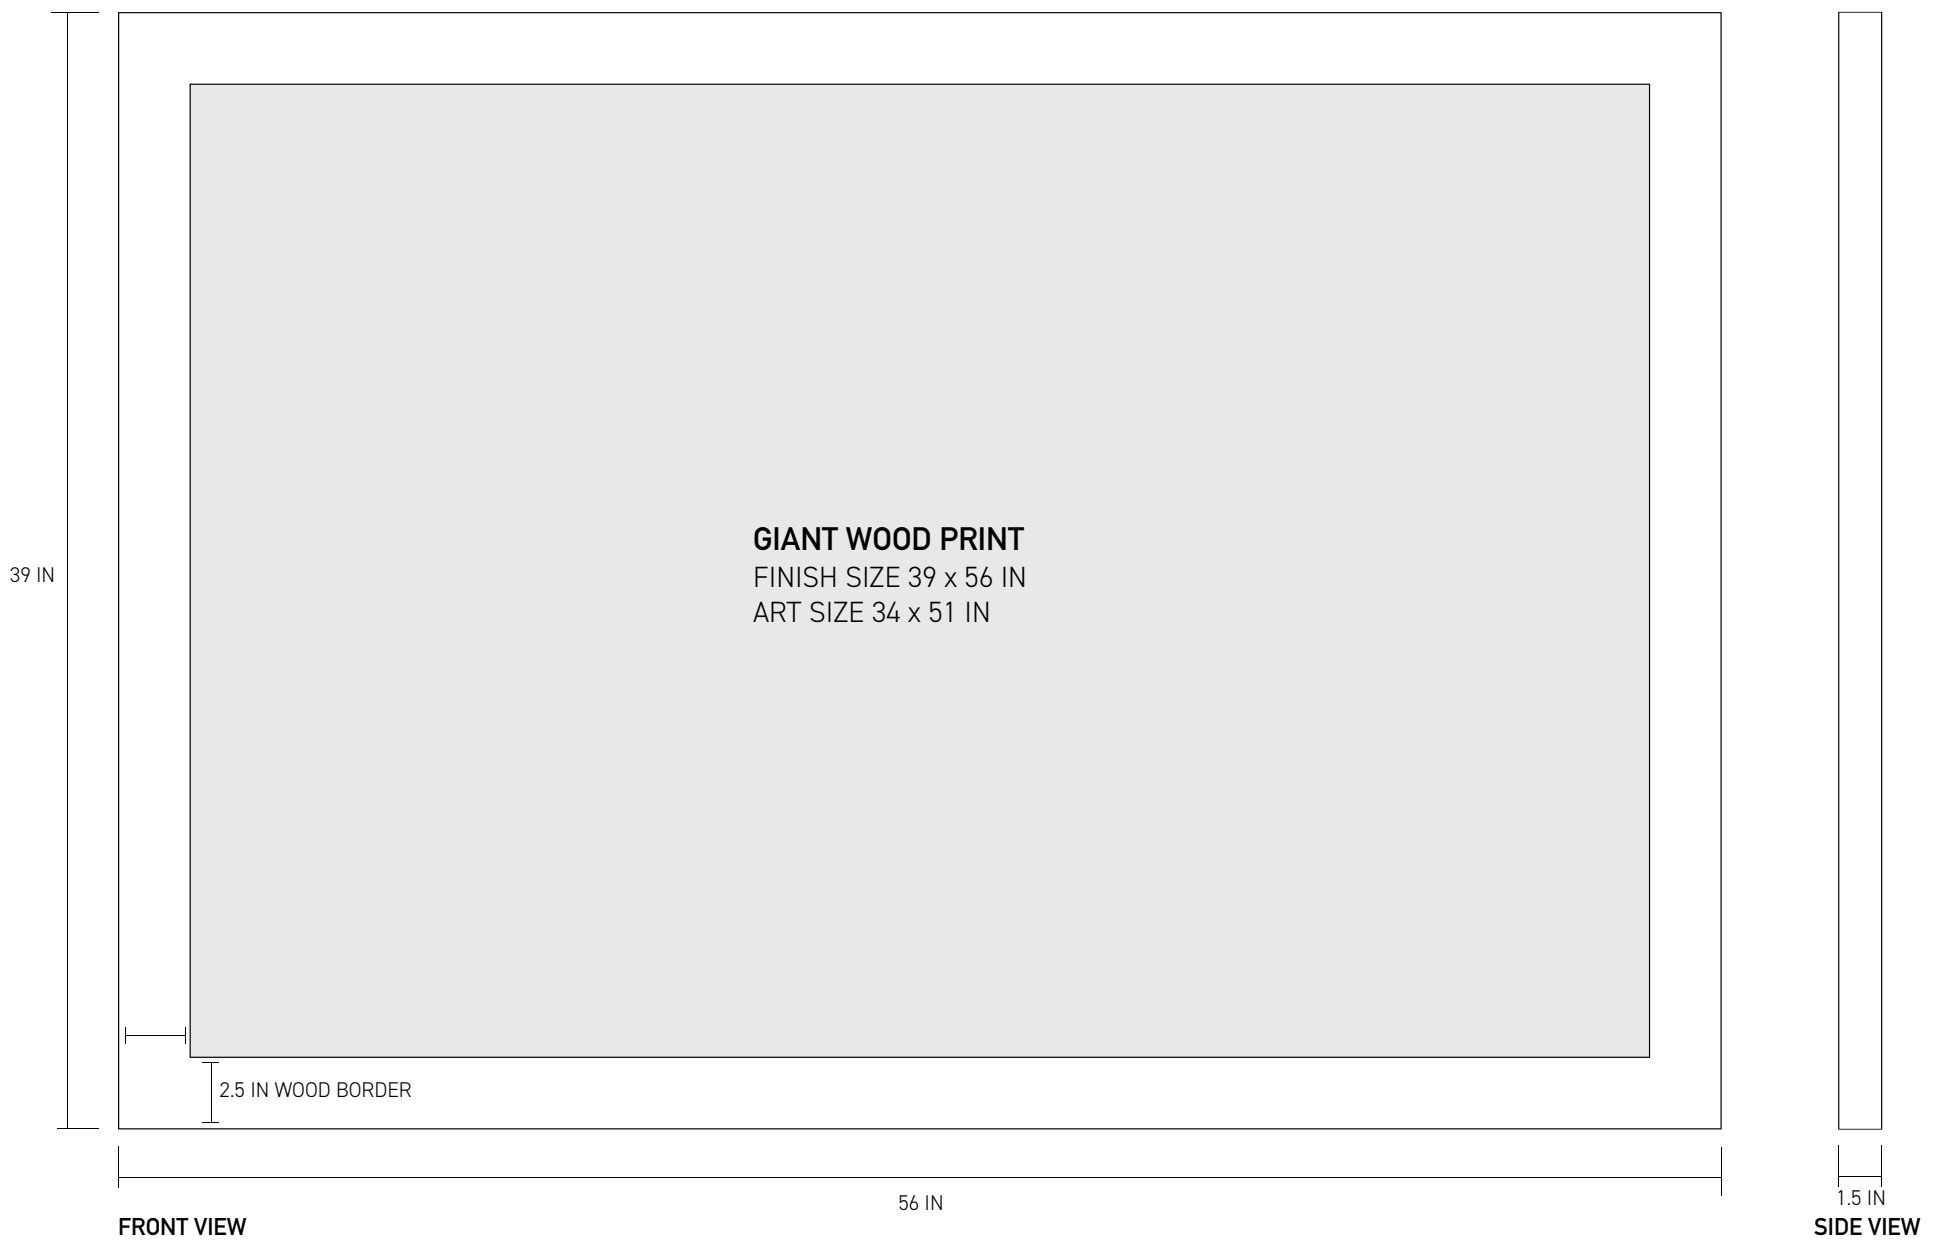 39 IN
GIANT WOOD PRINT
FINISH SIZE 39 x 56 IN
ART SIZE 34 x 51 IN
2.5 IN WOOD BORDER
56 IN
1.5 IN
FRONT VIEW
SIDE VIEW